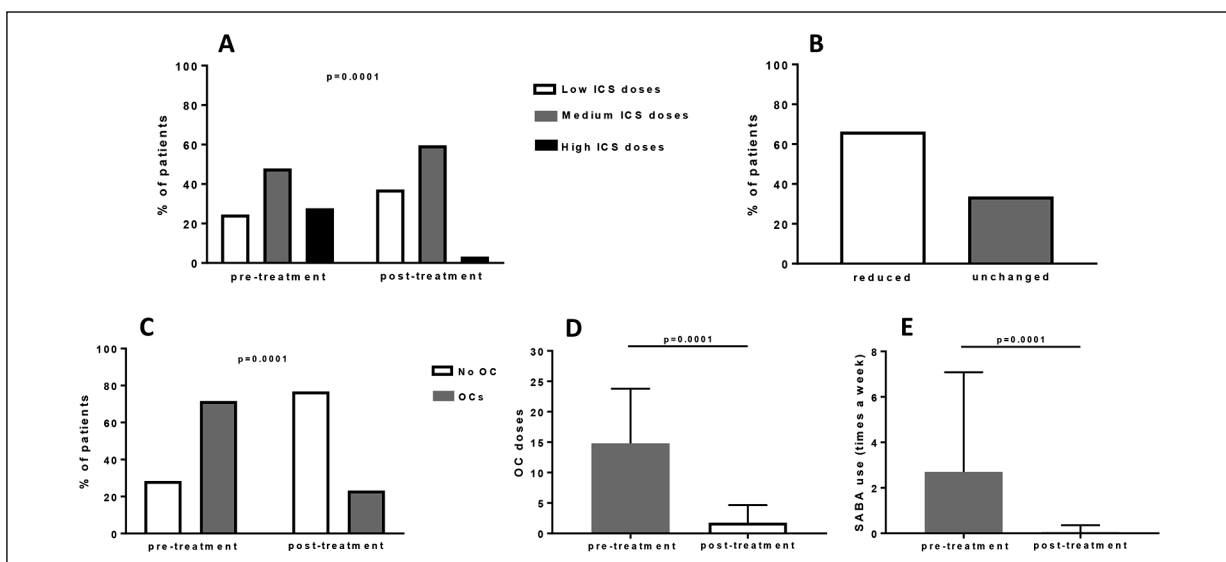 A
% of patients
100
80
60
40
20
0
p=0.0001
pre-treatment
post-treatment
Low ICS doses
Medium ICS doses
High ICS doses
B
% of patients
100
80
60
40
20
0
reduced
unchanged
C
% of patients
100
80
60
40
20
0
p=0.0001
pre-treatment
post-treatment
No OC
OCs
D
OC doses
30
25
20
15
10
5
0
p=0.0001
pre-treatment
post-treatment
E
SABA use (times a week)
8
6
4
2
0
p=0.0001
pre-treatment
post-treatment